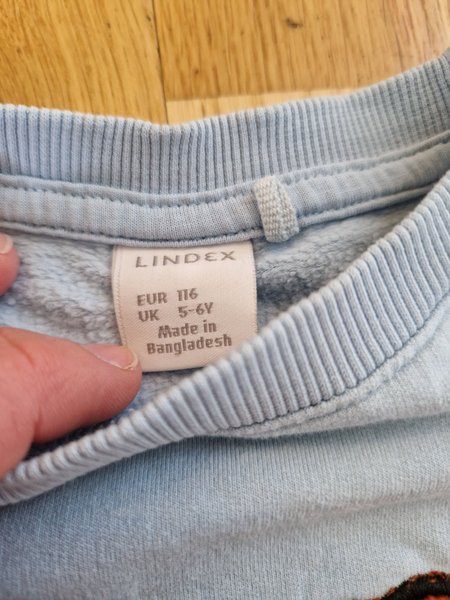 LINDEX
EUR 116
UK 5-6Y
Made in
Bangladesh